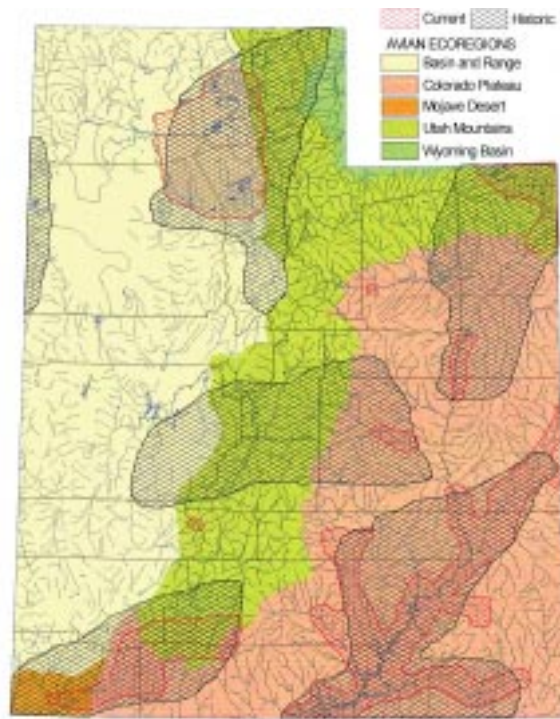 Current Historic
AVIAN ECOREGIONS
Basin and Range
Colorado Plateau
Mojave Desert
Utah Mountains
Wyoming Basin